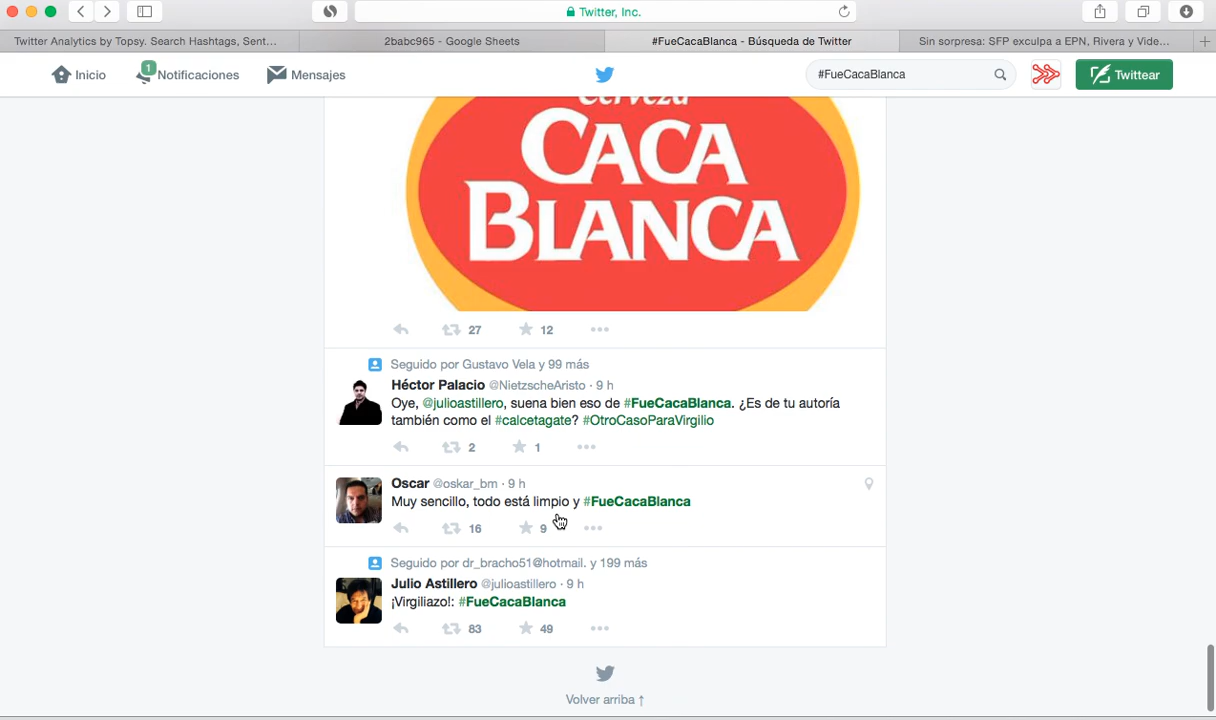 Twitter, Inc.
Twitter Analytics by Topsy. Search Hashtags, Sent...
2babc965 - Google Sheets
#FueCacaBlanca - Búsqueda de Twitter
Sin sorpresa: SFP exculpa a EPN, Rivera y Vide...
Inicio
1
Notificaciones
Mensajes
#FueCacaBlanca
Twittear
Cerveza
CACA
BLANCA
27
12
Seguido por Gustavo Vela y 99 más
Héctor Palacio @NietzscheAristo · 9 h
Oye, @julioastillero, suena bien eso de #FueCacaBlanca. ¿Es de tu autoría
también como el #calcetagate? #OtroCasoParaVirgilio
2
1
Oscar @oskar_bm · 9 h
Muy sencillo, todo está limpio y #FueCacaBlanca
16
9
Seguido por dr_bracho51@hotmail. y 199 más
Julio Astillero @julioastillero · 9 h
¡Virgiliazo!: #FueCacaBlanca
83
49
Volver arriba ↑